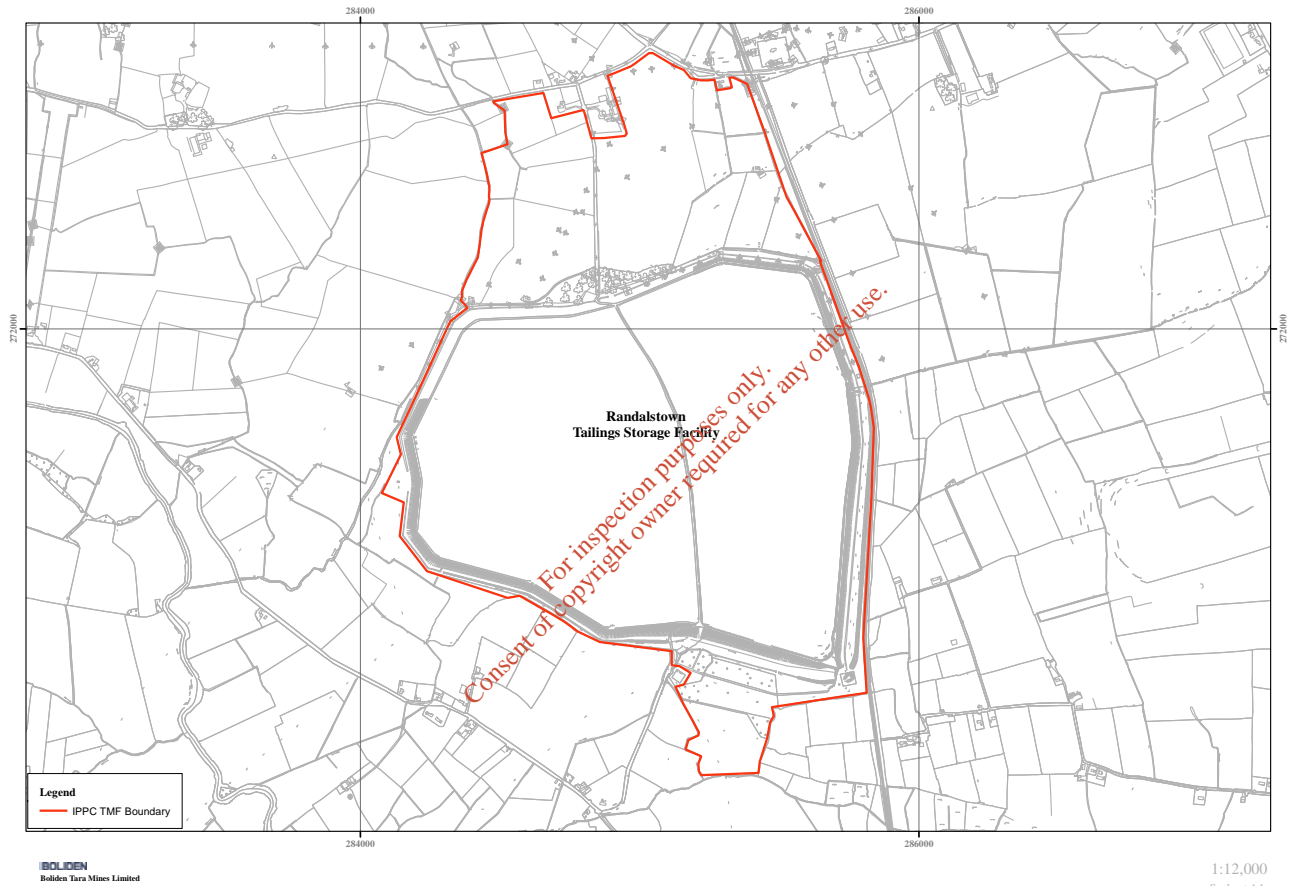 284000
286000
272000
272000
Randalstown
Tailings Storage Facility
For inspection purposes only.
Consent of copyright owner required for any other use.
Legend
IPPC TMF Boundary
284000
286000
BOLIDEN
Boliden Tara Mines Limited
1:12,000